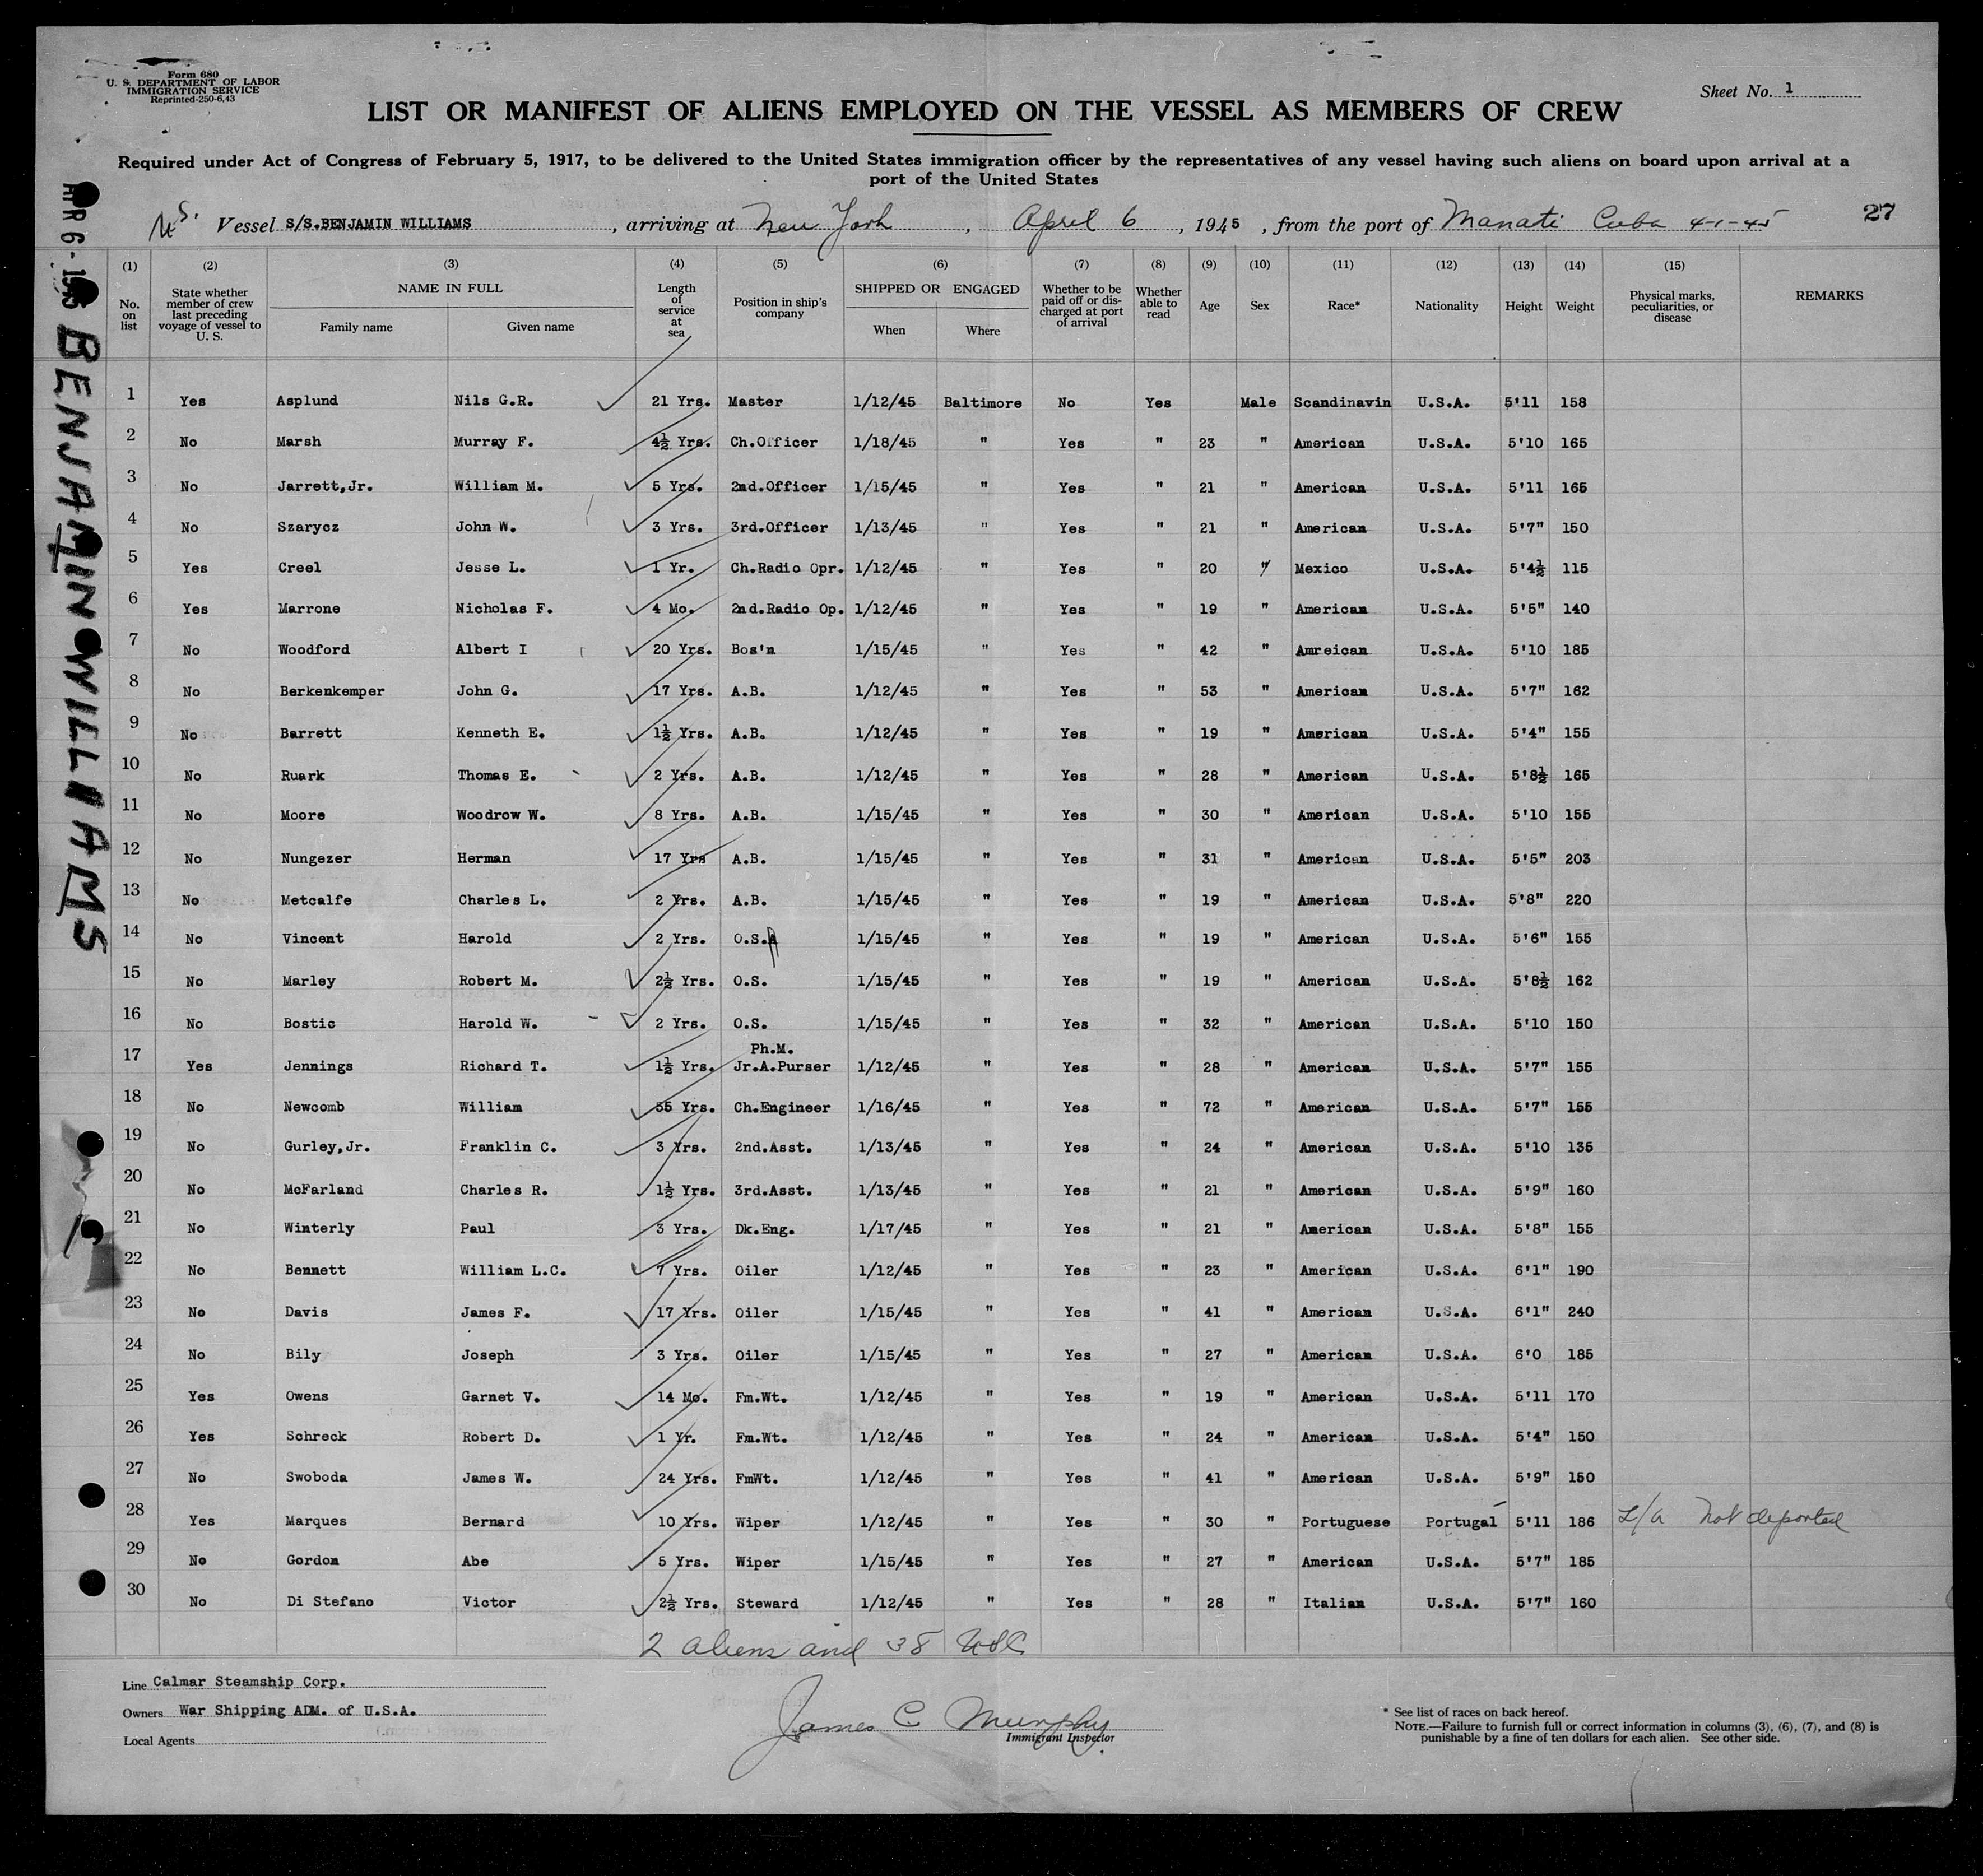 Form 680
U. S. DEPARTMENT OF LABOR
IMMIGRATION SERVICE
Reprinted-250-6,43
Sheet No. 1
LIST OR MANIFEST OF ALIENS EMPLOYED ON THE VESSEL AS MEMBERS OF CREW
Required under Act of Congress of February 5, 1917, to be delivered to the United States immigration officer by the representatives of any vessel having such aliens on board upon arrival at a
port of the United States
US. Vessel S/S.BENJAMIN WILLIAMS, arriving at New York, April 6, 1945, from the port of Manati Cuba 4-1-45 27
BENJAMIN WILLIAMS
(1) (2) (3) (4) (5) (6) (7) (8) (9) (10) (11) (12) (13) (14) (15)
No. on list State whether member of crew last preceding voyage of vessel to U. S. NAME IN FULL Family name Given name Length of service at sea Position in ship's company SHIPPED OR ENGAGED When Where Whether to be paid off or discharged at port of arrival Whether able to read Age Sex Race* Nationality Height Weight Physical marks, peculiarities, or disease REMARKS
1 Yes Asplund Nils G.R. 21 Yrs. Master 1/12/45 Baltimore No Yes Male Scandinavin U.S.A. 5'11 158
2 No Marsh Murray F. 4½ Yrs. Ch.Officer 1/18/45 " Yes " 23 " American U.S.A. 5'10 165
3 No Jarrett,Jr. William M. 5 Yrs. 2nd.Officer 1/15/45 " Yes " 21 " American U.S.A. 5'11 165
4 No Szarycz John W. 3 Yrs. 3rd.Officer 1/13/45 " Yes " 21 " American U.S.A. 5'7" 150
5 Yes Creel Jesse L. 1 Yr. Ch.Radio Opr. 1/12/45 " Yes " 20 " Mexico U.S.A. 5'4½ 115
6 Yes Marrone Nicholas F. 4 Mo. 2nd.Radio Op. 1/12/45 " Yes " 19 " American U.S.A. 5'5" 140
7 No Woodford Albert I 20 Yrs. Bos'n 1/15/45 " Yes " 42 " Amreican U.S.A. 5'10 185
8 No Berkenkemper John G. 17 Yrs. A.B. 1/12/45 " Yes " 53 " American U.S.A. 5'7" 162
9 No Barrett Kenneth E. 1½ Yrs. A.B. 1/12/45 " Yes " 19 " American U.S.A. 5'4" 155
10 No Ruark Thomas E. 2 Yrs. A.B. 1/12/45 " Yes " 28 " American U.S.A. 5'8½ 165
11 No Moore Woodrow W. 8 Yrs. A.B. 1/15/45 " Yes " 30 " American U.S.A. 5'10 155
12 No Nungezer Herman 17 Yrs A.B. 1/15/45 " Yes " 31 " American U.S.A. 5'5" 203
13 No Metcalfe Charles L. 2 Yrs. A.B. 1/15/45 " Yes " 19 " American U.S.A. 5'8" 220
14 No Vincent Harold 2 Yrs. O.S. 1/15/45 " Yes " 19 " American U.S.A. 5'6" 155
15 No Marley Robert M. 2½ Yrs. O.S. 1/15/45 " Yes " 19 " American U.S.A. 5'8½ 162
16 No Bostic Harold W. 2 Yrs. O.S. 1/15/45 " Yes " 32 " American U.S.A. 5'10 150
17 Yes Jennings Richard T. 1½ Yrs. Ph.M. Jr.A.Purser 1/12/45 " Yes " 28 " American U.S.A. 5'7" 155
18 No Newcomb William 55 Yrs. Ch.Engineer 1/16/45 " Yes " 72 " American U.S.A. 5'7" 155
19 No Gurley,Jr. Franklin C. 3 Yrs. 2nd.Asst. 1/13/45 " Yes " 24 " American U.S.A. 5'10 135
20 No McFarland Charles R. 1½ Yrs. 3rd.Asst. 1/13/45 " Yes " 21 " American U.S.A. 5'9" 160
21 No Winterly Paul 3 Yrs. Dk.Eng. 1/17/45 " Yes " 21 " American U.S.A. 5'8" 155
22 No Bennett William L.C. 7 Yrs. Oiler 1/12/45 " Yes " 23 " American U.S.A. 6'1" 190
23 No Davis James F. 17 Yrs. Oiler 1/15/45 " Yes " 41 " American U.S.A. 6'1" 240
24 No Bily Joseph 3 Yrs. Oiler 1/15/45 " Yes " 27 " American U.S.A. 6'0 185
25 Yes Owens Garnet V. 14 Mo. Fm.Wt. 1/12/45 " Yes " 19 " American U.S.A. 5'11 170
26 Yes Schreck Robert D. 1 Yr. Fm.Wt. 1/12/45 " Yes " 24 " American U.S.A. 5'4" 150
27 No Swoboda James W. 24 Yrs. FmWt. 1/12/45 " Yes " 41 " American U.S.A. 5'9" 150
28 Yes Marques Bernard 10 Yrs. Wiper 1/12/45 " Yes " 30 " Portuguese Portugal 5'11 186 L/a Not deported
29 No Gordon Abe 5 Yrs. Wiper 1/15/45 " Yes " 27 " American U.S.A. 5'7" 185
30 No Di Stefano Victor 2½ Yrs. Steward 1/12/45 " Yes " 28 " Italian U.S.A. 5'7" 160
2 aliens and 38 USC
Line Calmar Steamship Corp.
Owners War Shipping ADM. of U.S.A.
Local Agents
James C Murphy
Immigrant Inspector
* See list of races on back hereof.
NOTE.—Failure to furnish full or correct information in columns (3), (6), (7), and (8) is
punishable by a fine of ten dollars for each alien. See other side.